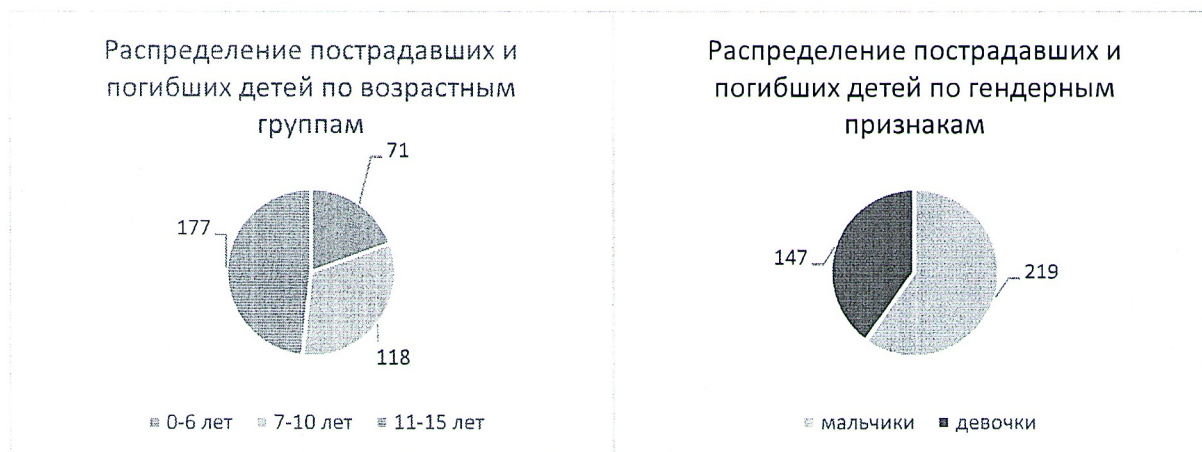 Распределение пострадавших и
погибших детей по возрастным
группам
71
177
118
0-6 лет 7-10 лет 11-15 лет
Распределение пострадавших и
погибших детей по гендерным
признакам
147
219
мальчики девочки